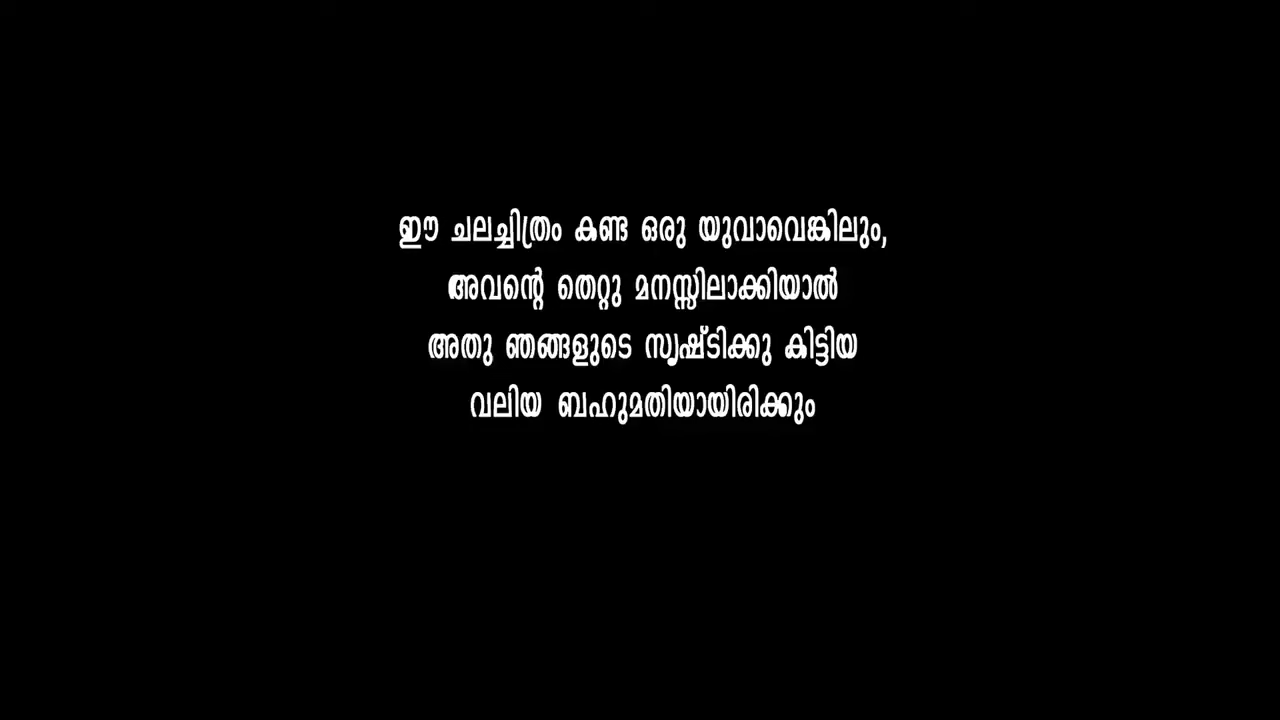 ഈ ചലച്ചിത്രം കണ്ട ഒരു യുവാവെങ്കിലും,
അവന്റെ തെറ്റു മനസ്സിലാക്കിയാൽ
അതു ഞങ്ങളുടെ സൃഷ്ടിക്കു കിട്ടിയ
വലിയ ബഹുമതിയായിരിക്കും